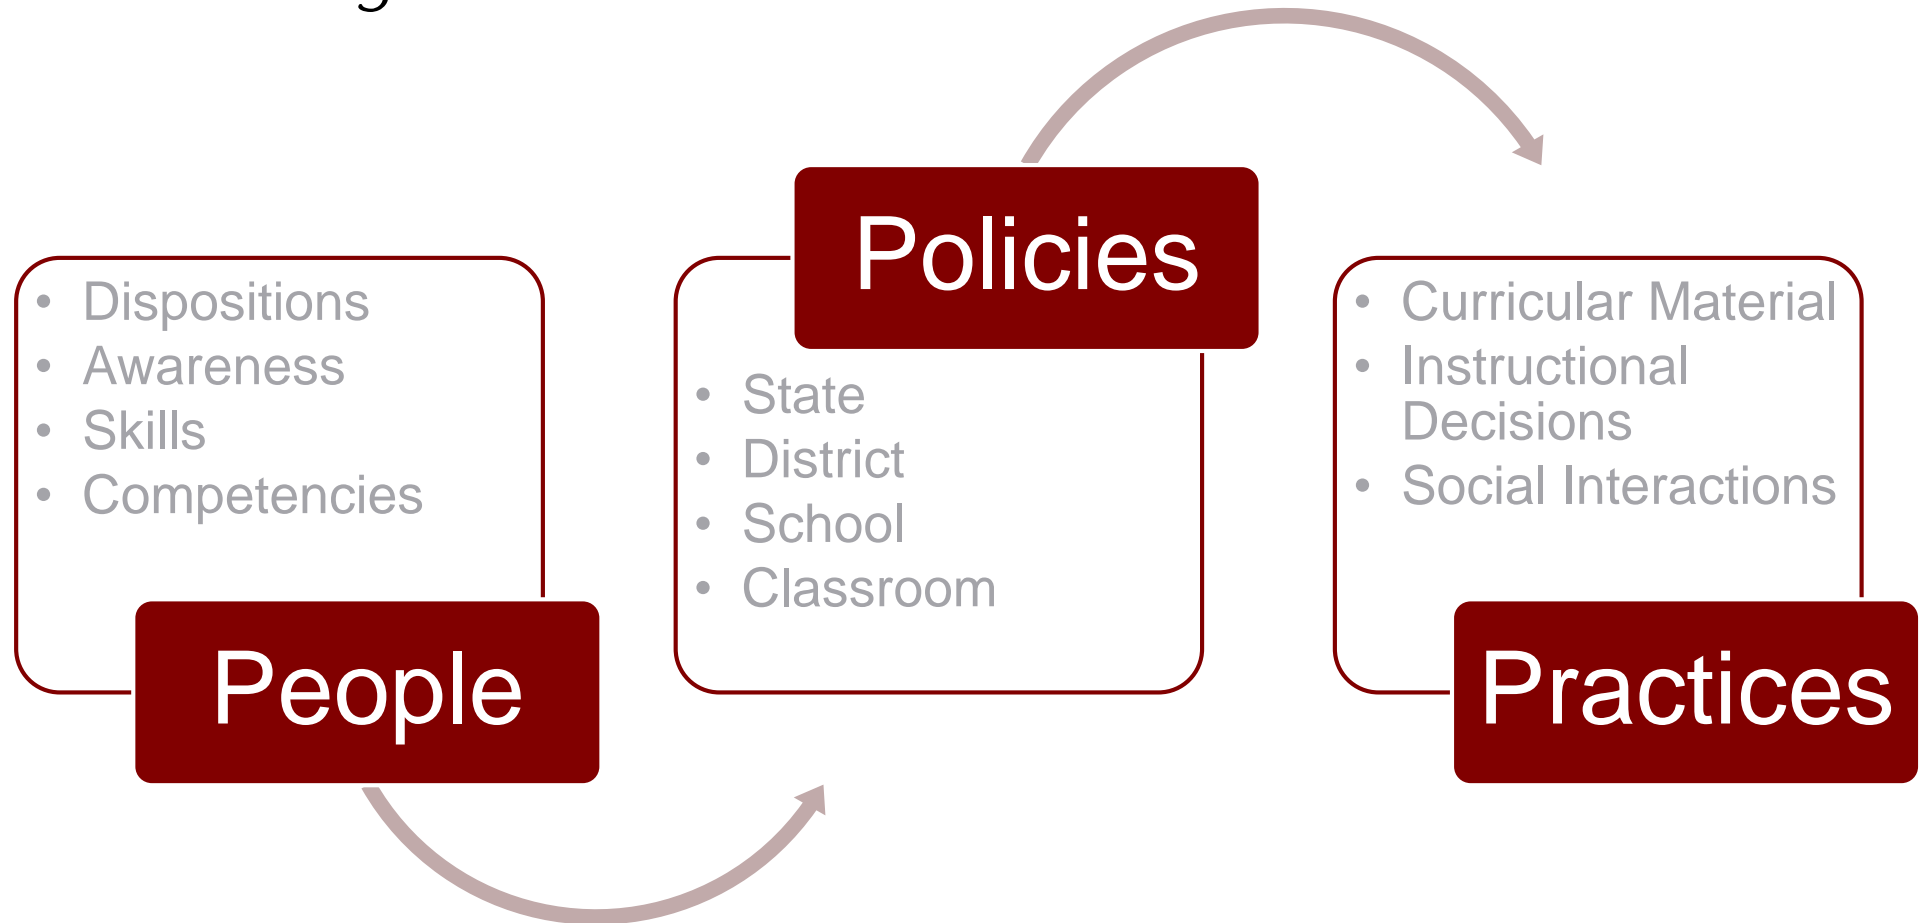 • Dispositions
• Awareness
• Skills
• Competencies
People
Policies
• State
• District
• School
• Classroom
• Curricular Material
• Instructional
Decisions
• Social Interactions
Practices